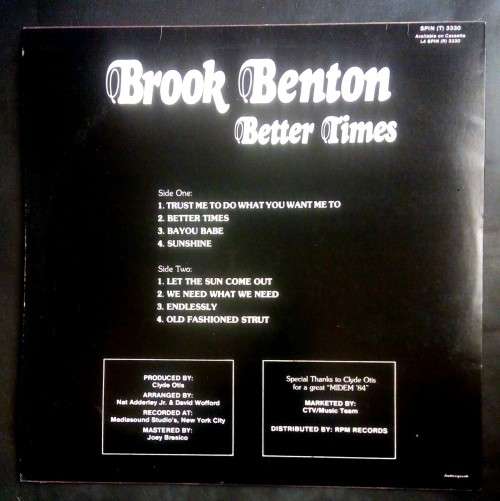 SPIN (T) 3330
Available on Cassette
L4 SPIN (R) 3330
Brook Benton
Better Times
Side One:
1. TRUST ME TO DO WHAT YOU WANT ME TO
2. BETTER TIMES
3. BAYOU BABE
4. SUNSHINE
Side Two:
1. LET THE SUN COME OUT
2. WE NEED WHAT WE NEED
3. ENDLESSLY
4. OLD FASHIONED STRUT
PRODUCED BY:
Clyde Otis
ARRANGED BY:
Nat Adderley Jr. & David Wofford
RECORDED AT:
Mediasound Studio's, New York City
MASTERED BY:
Joey Bresico
Special Thanks to Clyde Otis
for a great "MIDEM '84"
MARKETED BY:
CTV/Music Team
DISTRIBUTED BY: RPM RECORDS